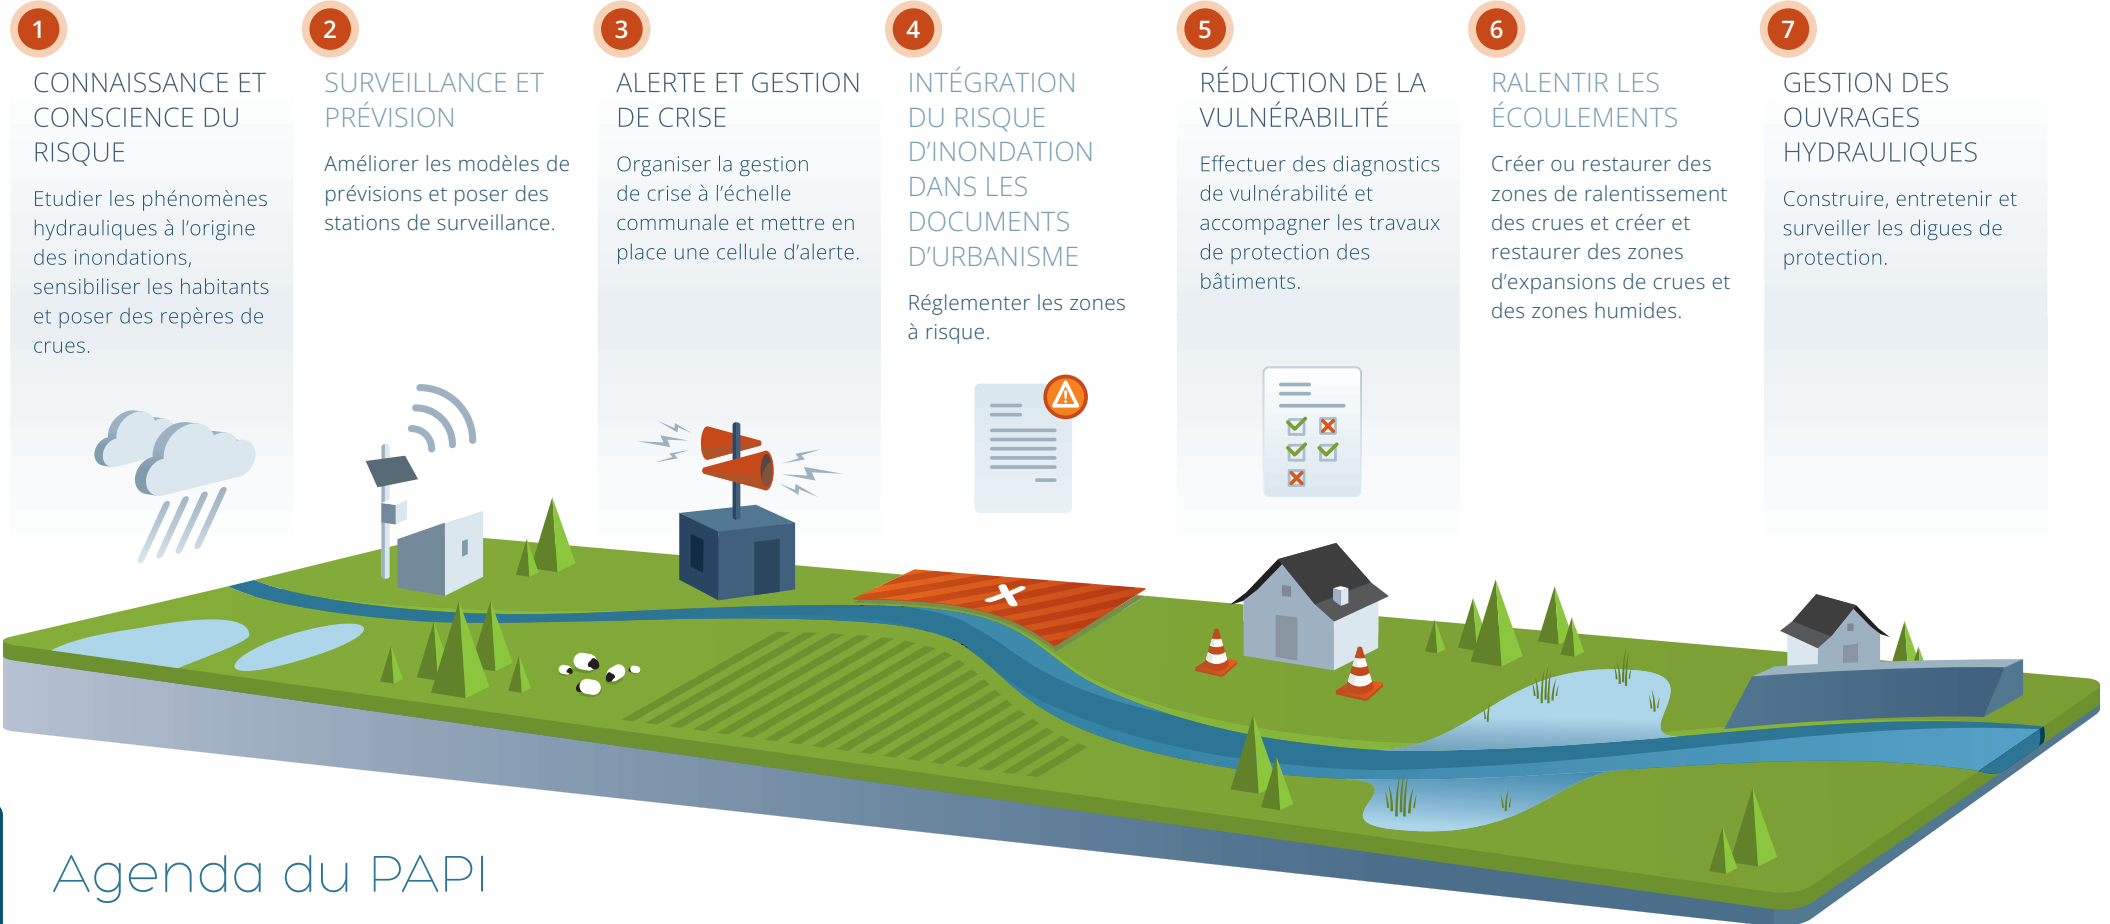 1
CONNAISSANCE ET
CONSCIENCE DU
RISQUE
Etudier les phénomènes
hydrauliques à l’origine
des inondations,
sensibiliser les habitants
et poser des repères de
crues.
2
SURVEILLANCE ET
PRÉVISION
Améliorer les modèles de
prévisions et poser des
stations de surveillance.
3
ALERTE ET GESTION
DE CRISE
Organiser la gestion
de crise à l’échelle
communale et mettre en
place une cellule d’alerte.
4
INTÉGRATION
DU RISQUE
D’INONDATION
DANS LES
DOCUMENTS
D’URBANISME
Réglementer les zones
à risque.
5
RÉDUCTION DE LA
VULNÉRABILITÉ
Effectuer des diagnostics
de vulnérabilité et
accompagner les travaux
de protection des
bâtiments.
6
RALENTIR LES
ÉCOULEMENTS
Créer ou restaurer des
zones de ralentissement
des crues et créer et
restaurer des zones
d’expansions de crues et
des zones humides.
7
GESTION DES
OUVRAGES
HYDRAULIQUES
Construire, entretenir et
surveiller les digues de
protection.
Agenda du PAPI